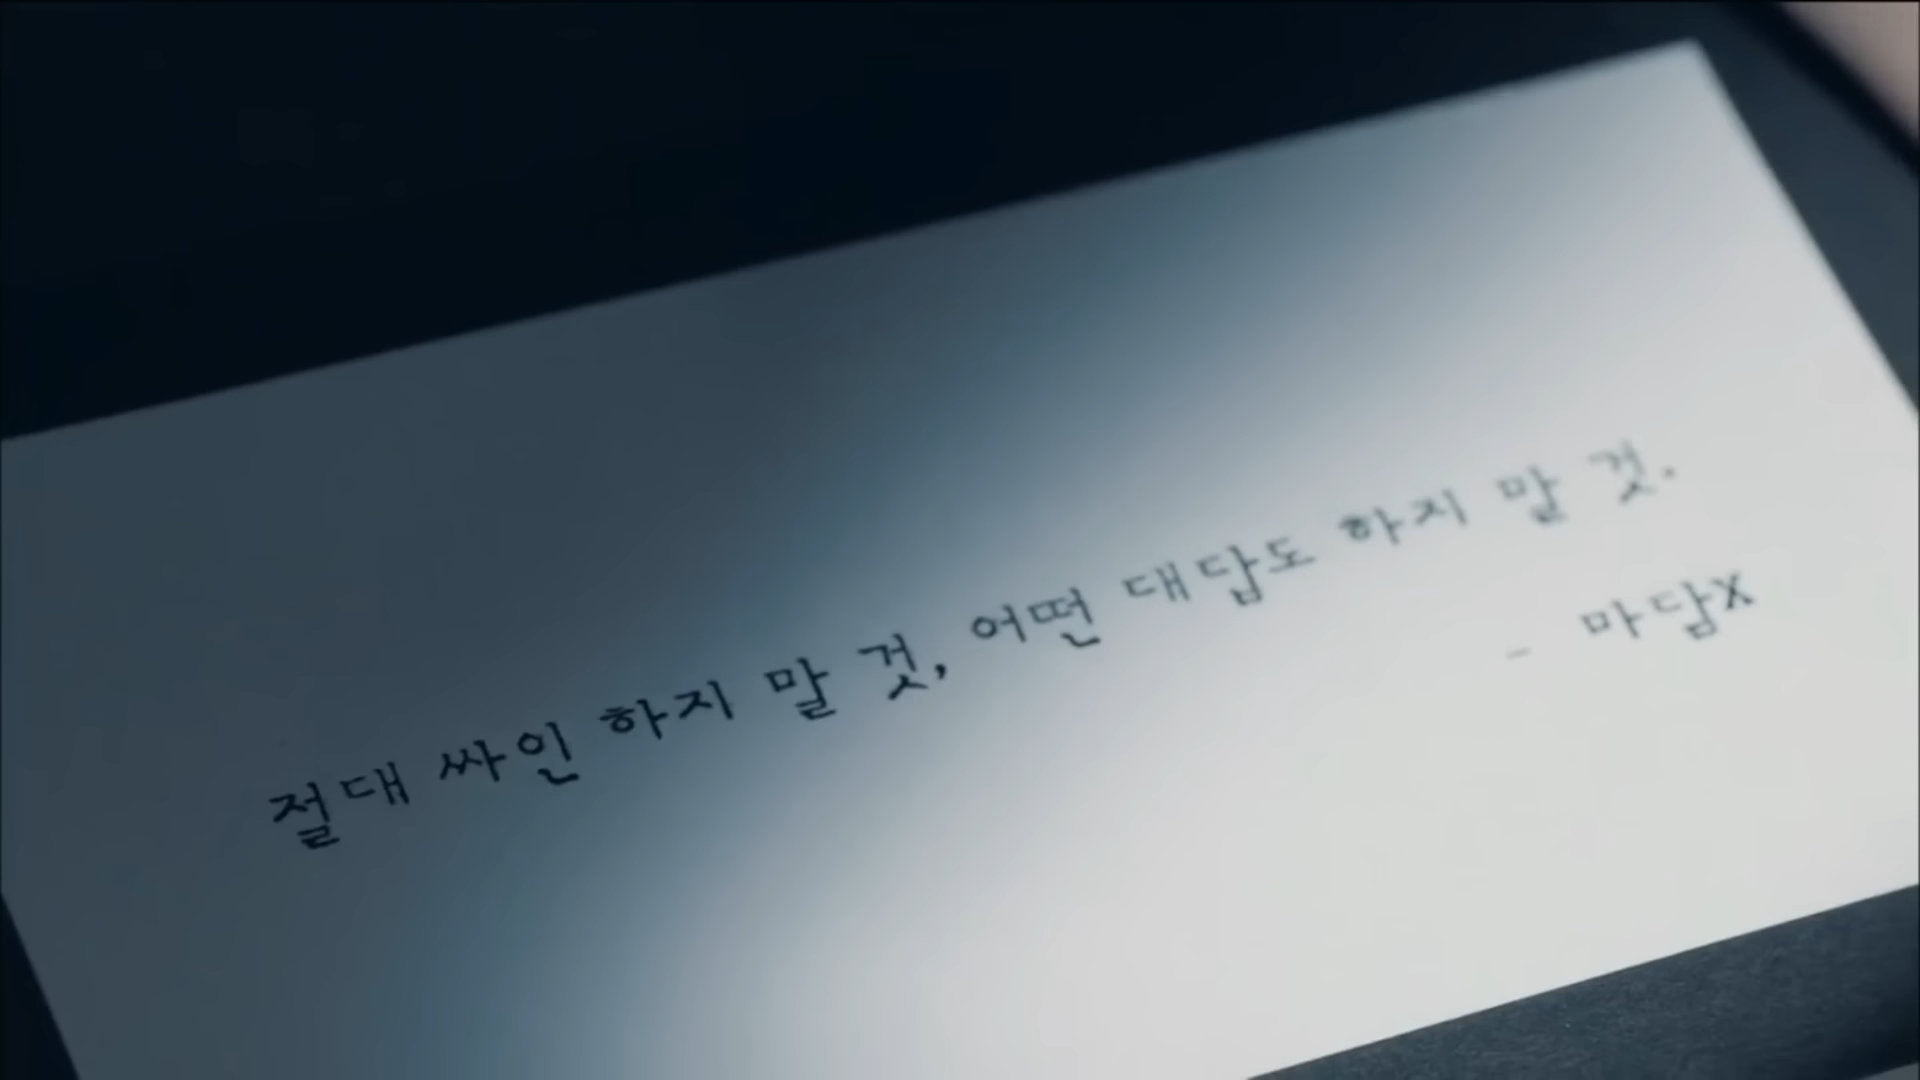 절대 싸인 하지 말 것, 어떤 대답도 하지 말 것.
- 마담X